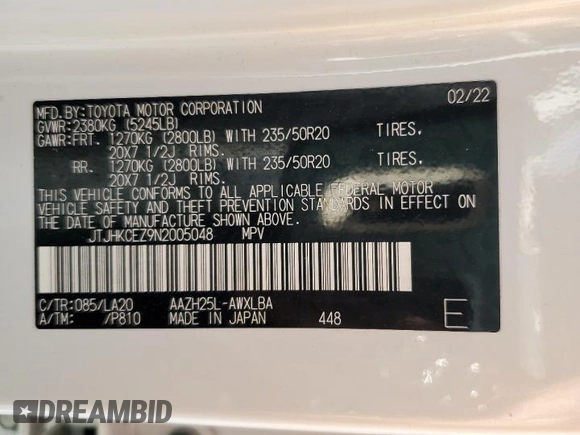 MFD.BY:TOYOTA MOTOR CORPORATION 02/22
GVWR:2380KG (5245LB)
GAWR:FRT. 1270KG (2800LB) WITH 235/50R20 TIRES.
20X7 1/2J RIMS.
RR. 1270KG (2800LB) WITH 235/50R20 TIRES.
20X7 1/2J RIMS.
THIS VEHICLE CONFORMS TO ALL APPLICABLE FEDERAL MOTOR
VEHICLE SAFETY AND THEFT PREVENTION STANDARDS IN EFFECT ON
THE DATE OF MANUFACTURE SHOWN ABOVE.
JTJHKCEZ9N2005048 MPV
C/TR:085/LA20 AAZH25L-AWXLBA
A/TM: /P810 MADE IN JAPAN 448 E
DREAMBID